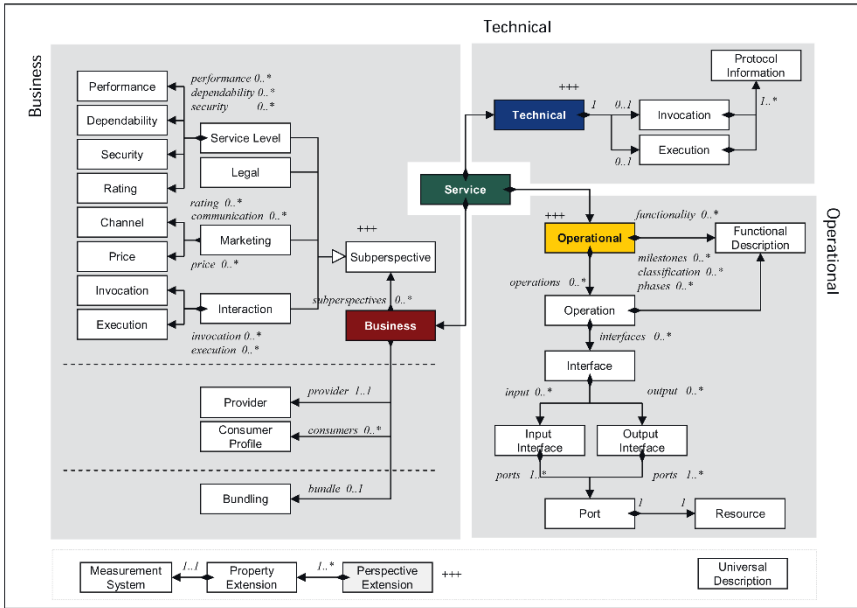 Technical
Business
Operational
Performance
Dependability
Security
Rating
Channel
Price
Invocation
Execution
performance 0..*
dependability 0..*
security 0..*
Service Level
Legal
rating 0..*
communication 0..*
Marketing
price 0..*
Interaction
invocation 0..*
execution 0..*
+++
Subperspective
subperspectives 0..*
Business
provider 1..1
Provider
Consumer
Profile
consumers 0..*
bundle 0..1
Bundling
Service
+++
Technical
1
0..1
0..1
Invocation
Execution
Protocol
Information
1..*
+++
Operational
functionality 0..*
Functional
Description
milestones 0..*
classification 0..*
phases 0..*
operations 0..*
Operation
interfaces 0..*
Interface
input 0..*
output 0..*
Input
Interface
Output
Interface
ports 1..*
ports 1..*
Port
1
1
Resource
Measurement
System
1..1
Property
Extension
1..*
Perspective
Extension
+++
Universal
Description